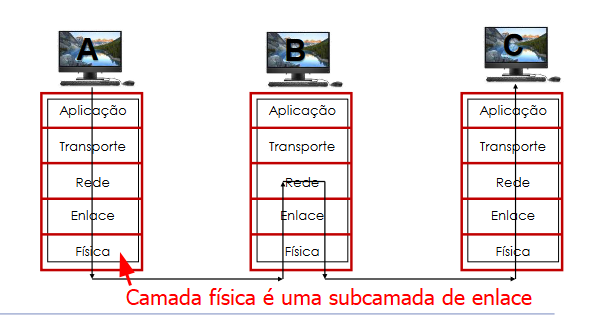 A B C
Aplicação Aplicação Aplicação
Transporte Transporte Transporte
Rede Rede Rede
Enlace Enlace Enlace
Física Física Física
Camada física é uma subcamada de enlace